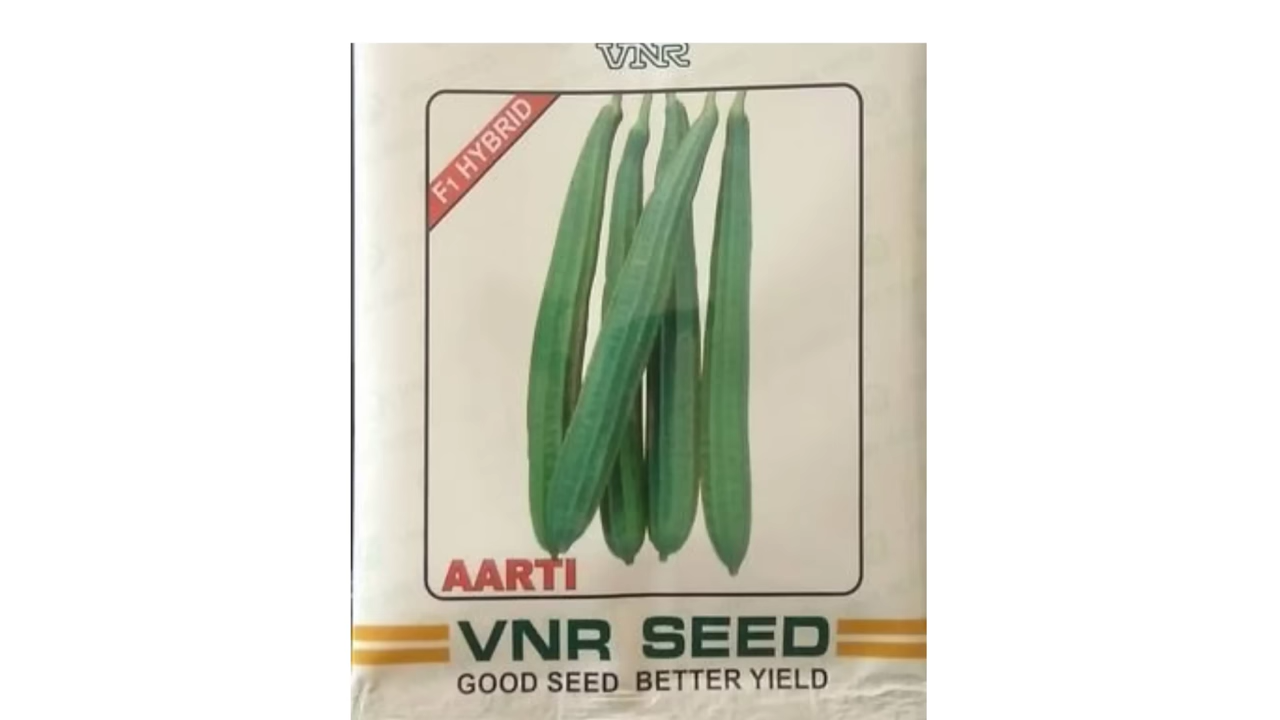 VNR
F1 HYBRID
AARTI
VNR SEED
GOOD SEED BETTER YIELD